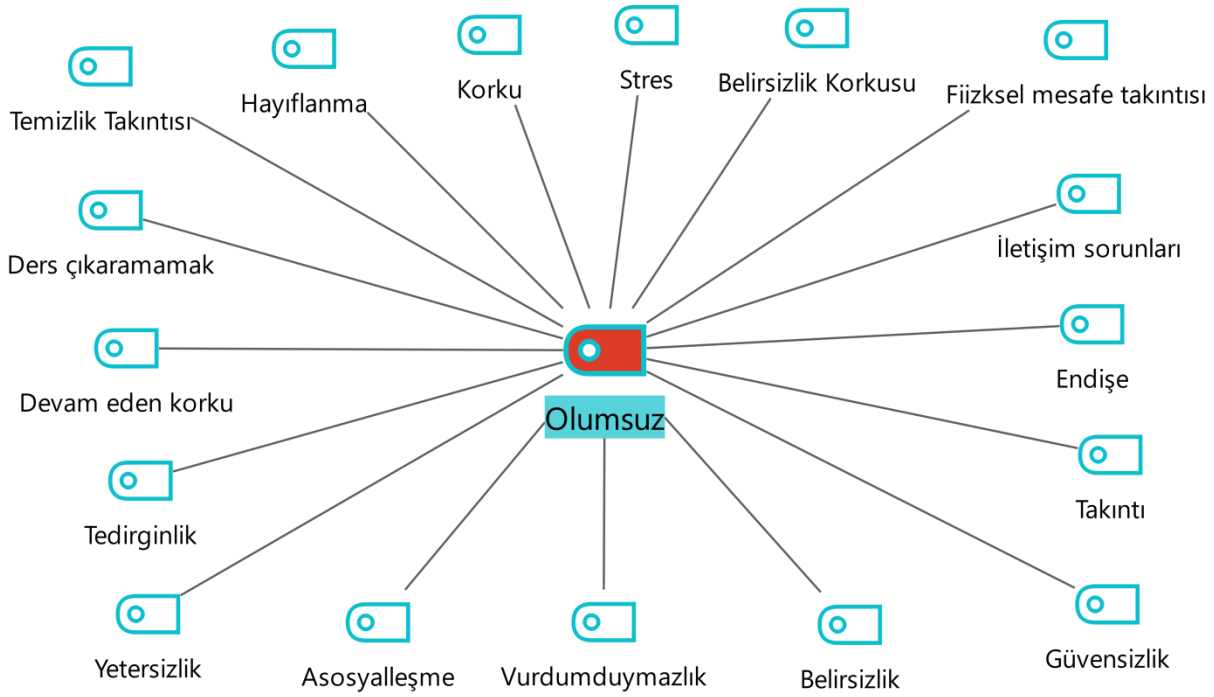 Stres
Korku
Belirsizlik Korkusu
Fiizksel mesafe takıntısı
Hayıflanma
Temizlik Takıntısı
İletişim sorunları
Ders çıkaramamak
Endişe
Devam eden korku
Olumsuz
Takıntı
Tedirginlik
Güvensizlik
Yetersizlik
Asosyalleşme
Vurdumduymazlık
Belirsizlik